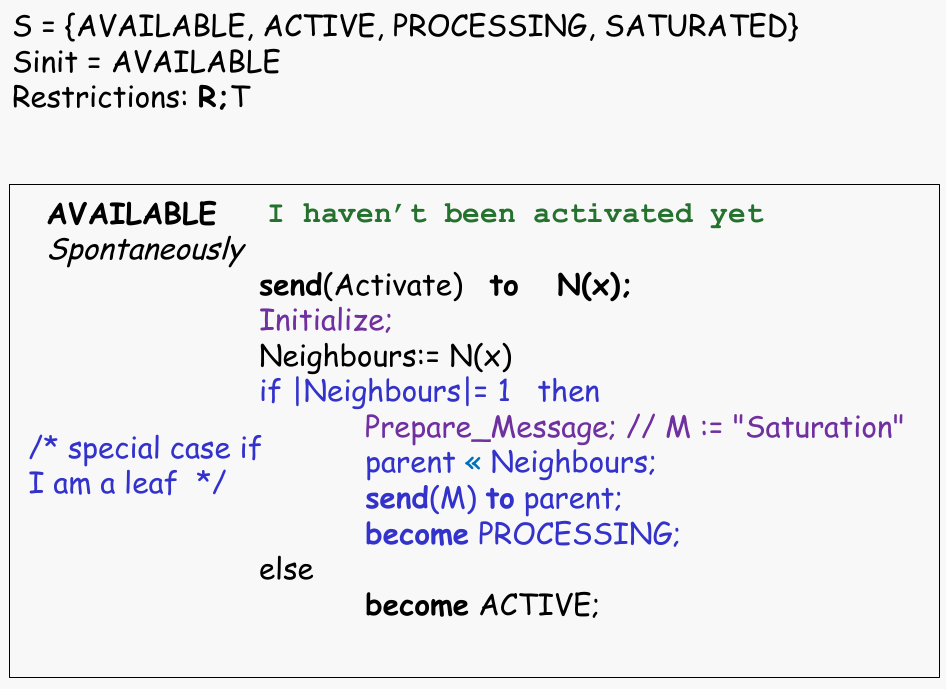 S = {AVAILABLE, ACTIVE, PROCESSING, SATURATED}
Sinit = AVAILABLE
Restrictions: R;T
AVAILABLE I haven’t been activated yet
Spontaneously
send(Activate) to N(x);
Initialize;
Neighbours:= N(x)
if |Neighbours|= 1 then
Prepare_Message; // M := "Saturation"
/* special case if
parent « Neighbours;
I am a leaf */
send(M) to parent;
become PROCESSING;
else
become ACTIVE;